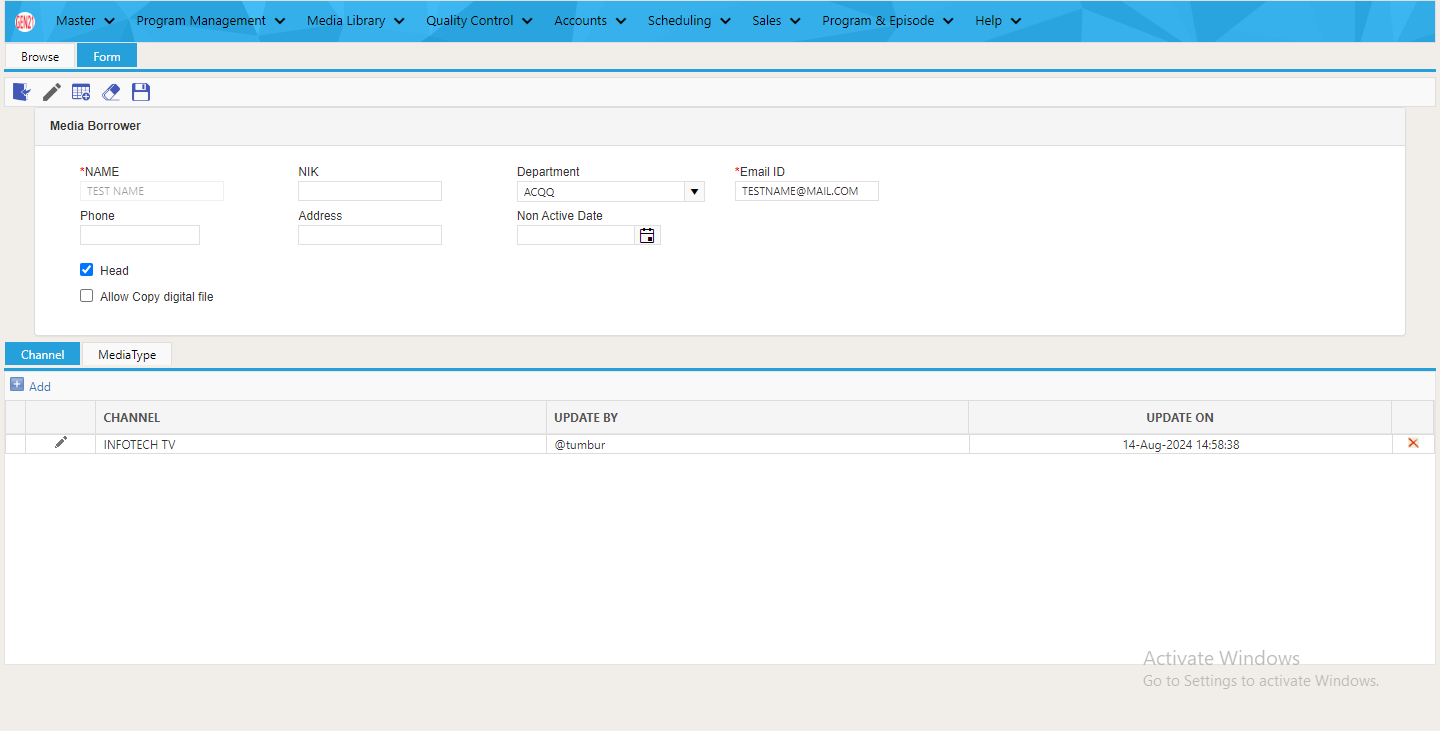 GEN21 Master Program Management Media Library Quality Control Accounts Scheduling Sales Program & Episode Help
Browse Form
Media Borrower
*NAME NIK Department *Email ID
TEST NAME ACQQ TESTNAME@MAIL.COM
Phone Address Non Active Date
Head
Allow Copy digital file
Channel MediaType
Add
CHANNEL UPDATE BY UPDATE ON
INFOTECH TV @tumbur 14-Aug-2024 14:58:38
Activate Windows
Go to Settings to activate Windows.